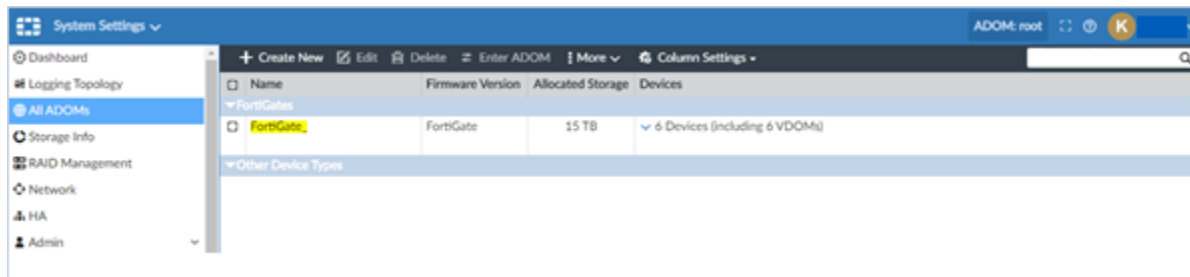 System Settings ADOM: root K
Dashboard
Logging Topology
All ADOMs
Storage Info
RAID Management
Network
HA
Admin
+ Create New Edit Delete Enter ADOM More Column Settings
Name Firmware Version Allocated Storage Devices
FortiGates
FortiGate_ FortiGate 15 TB 6 Devices (including 6 VDOMs)
Other Device Types